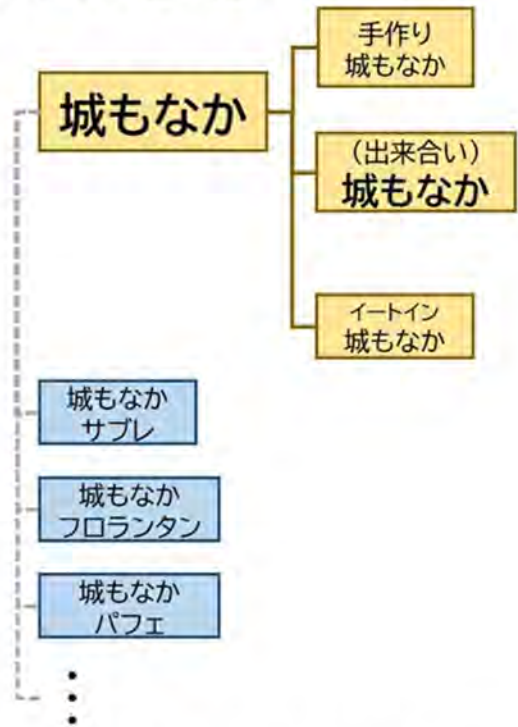 城もなか
手作り
城もなか
（出来合い）
城もなか
イートイン
城もなか
城もなか
サブレ
城もなか
フロランタン
城もなか
パフェ